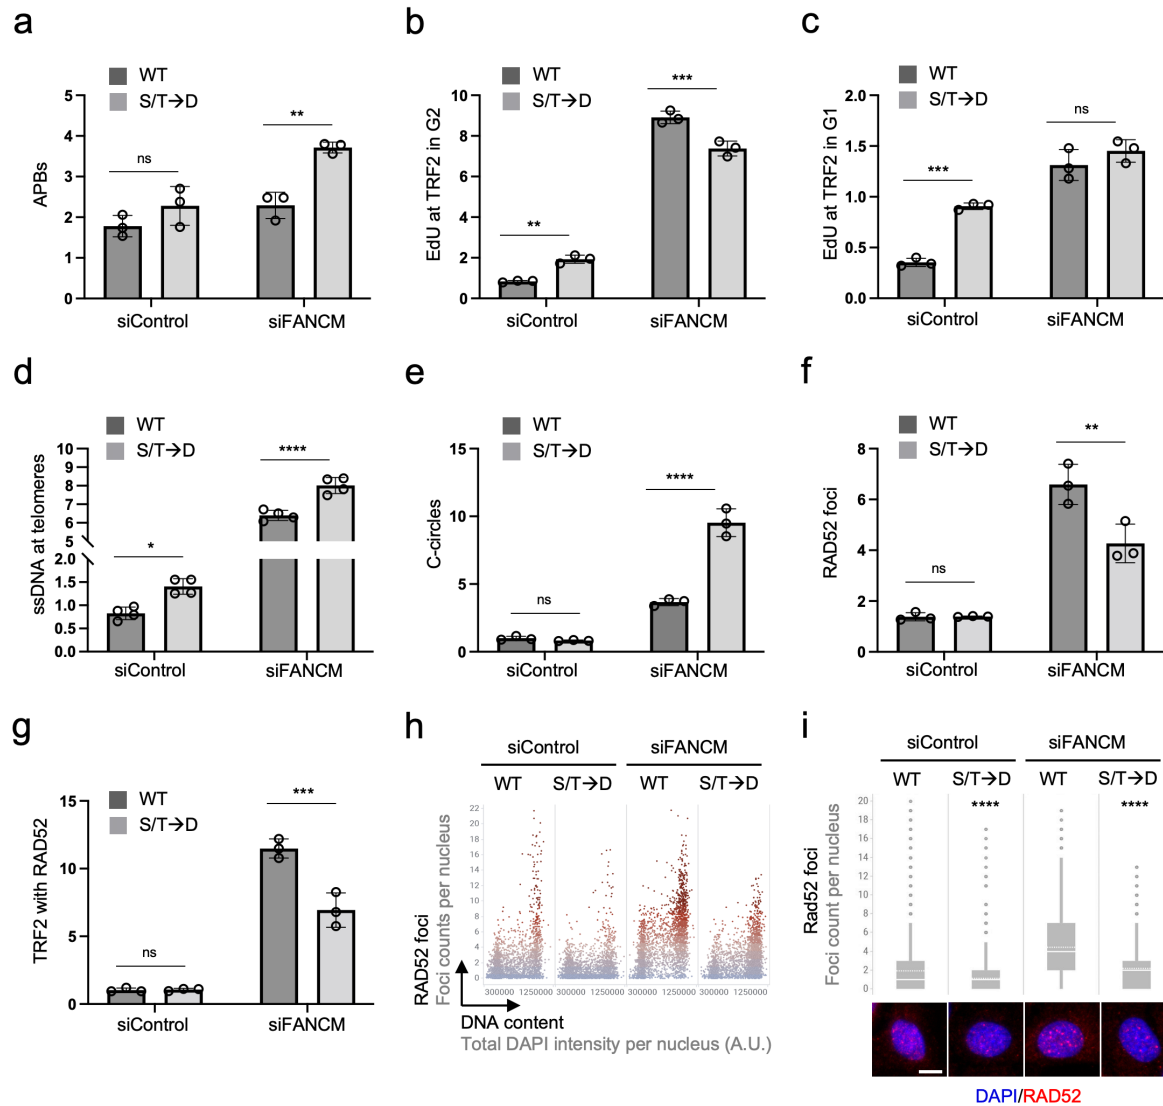 a
WT
S/T→D
5
4
3
2
1
0
APBs
ns
**
siControl
siFANCM
b
WT
S/T→D
10
8
6
4
2
0
EdU at TRF2 in G2
**
***
siControl
siFANCM
c
WT
S/T→D
2.0
1.5
1.0
0.5
0.0
EdU at TRF2 in G1
***
ns
siControl
siFANCM
d
WT
S/T→D
10
9
8
7
6
5
2.0
1.5
1.0
0.5
0.0
ssDNA at telomeres
*
****
siControl
siFANCM
e
WT
S/T→D
15
10
5
0
C-circles
ns
****
siControl
siFANCM
f
WT
S/T→D
8
6
4
2
0
RAD52 foci
ns
**
siControl
siFANCM
g
WT
S/T→D
15
10
5
0
TRF2 with RAD52
ns
***
siControl
siFANCM
h
siControl
siFANCM
WT
S/T→D
WT
S/T→D
22
20
18
16
14
12
10
8
6
4
2
0
RAD52 foci
Foci counts per nucleus
300000
1250000
300000
1250000
300000
1250000
300000
1250000
DNA content
Total DAPI intensity per nucleus (A.U.)
i
siControl
siFANCM
WT
S/T→D
WT
S/T→D
****
****
20
18
16
14
12
10
8
6
4
2
0
Rad52 foci
Foci count per nucleus
DAPI/RAD52